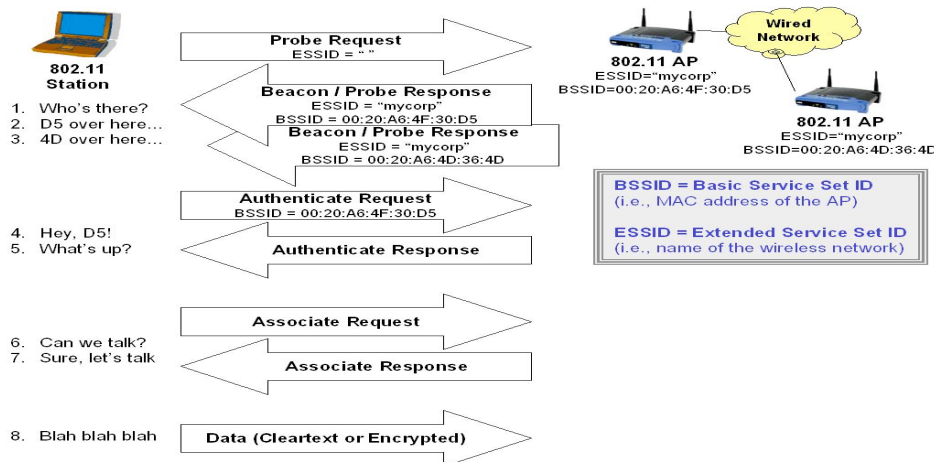 Probe Request
ESSID = “ ”
802.11
Station
1. Who's there?
2. D5 over here...
3. 4D over here...
Beacon / Probe Response
ESSID = “mycorp”
BSSID = 00:20:A6:4F:30:D5
Beacon / Probe Response
ESSID = “mycorp”
BSSID = 00:20:A6:4D:36:4D
Wired
Network
802.11 AP
ESSID=“mycorp”
BSSID=00:20:A6:4F:30:D5
802.11 AP
ESSID=“mycorp”
BSSID=00:20:A6:4D:36:4D
Authenticate Request
BSSID = 00:20:A6:4F:30:D5
4. Hey, D5!
5. What's up?
Authenticate Response
BSSID = Basic Service Set ID
(i.e., MAC address of the AP)
ESSID = Extended Service Set ID
(i.e., name of the wireless network)
Associate Request
6. Can we talk?
7. Sure, let's talk
Associate Response
8. Blah blah blah
Data (Cleartext or Encrypted)